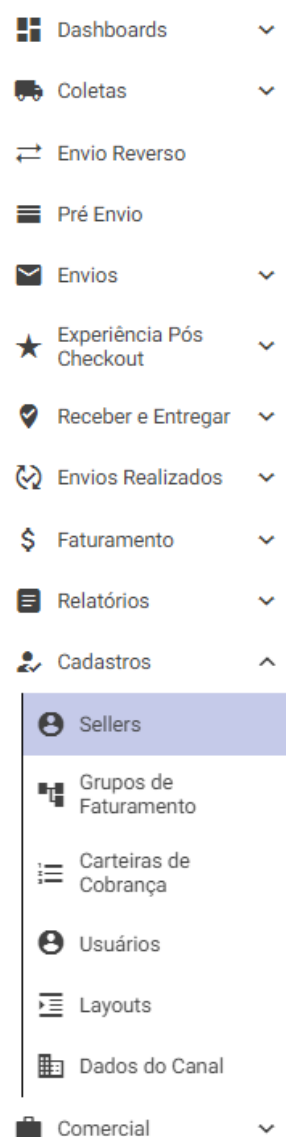 Dashboards
Coletas
Envio Reverso
Pré Envio
Envios
Experiência Pós
Checkout
Receber e Entregar
Envios Realizados
Faturamento
Relatórios
Cadastros
Sellers
Grupos de
Faturamento
Carteiras de
Cobrança
Usuários
Layouts
Dados do Canal
Comercial